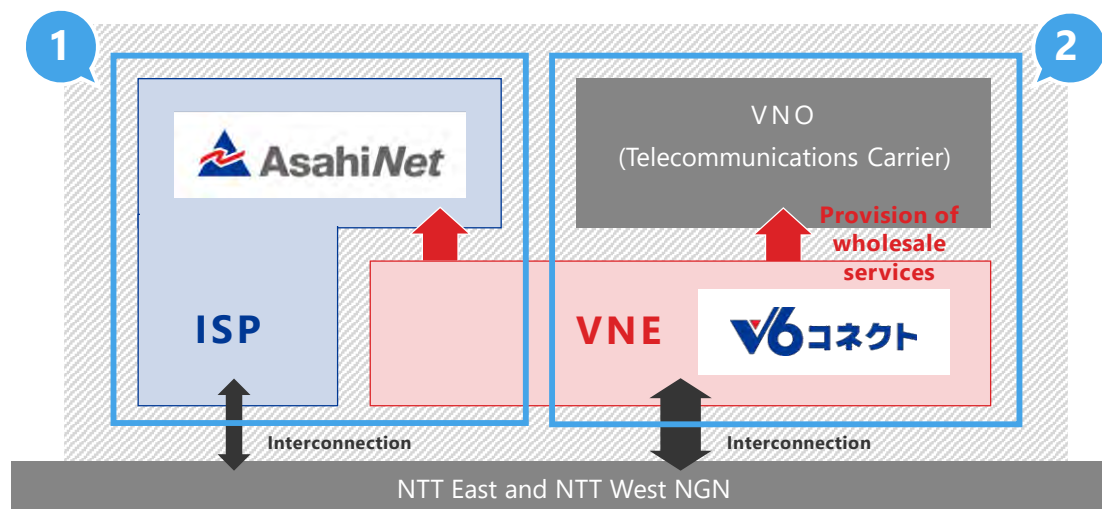 1
2
AsahiNet
VNO
(Telecommunications Carrier)
Provision of
wholesale
services
ISP
VNE
V6コネクト
Interconnection
Interconnection
NTT East and NTT West NGN